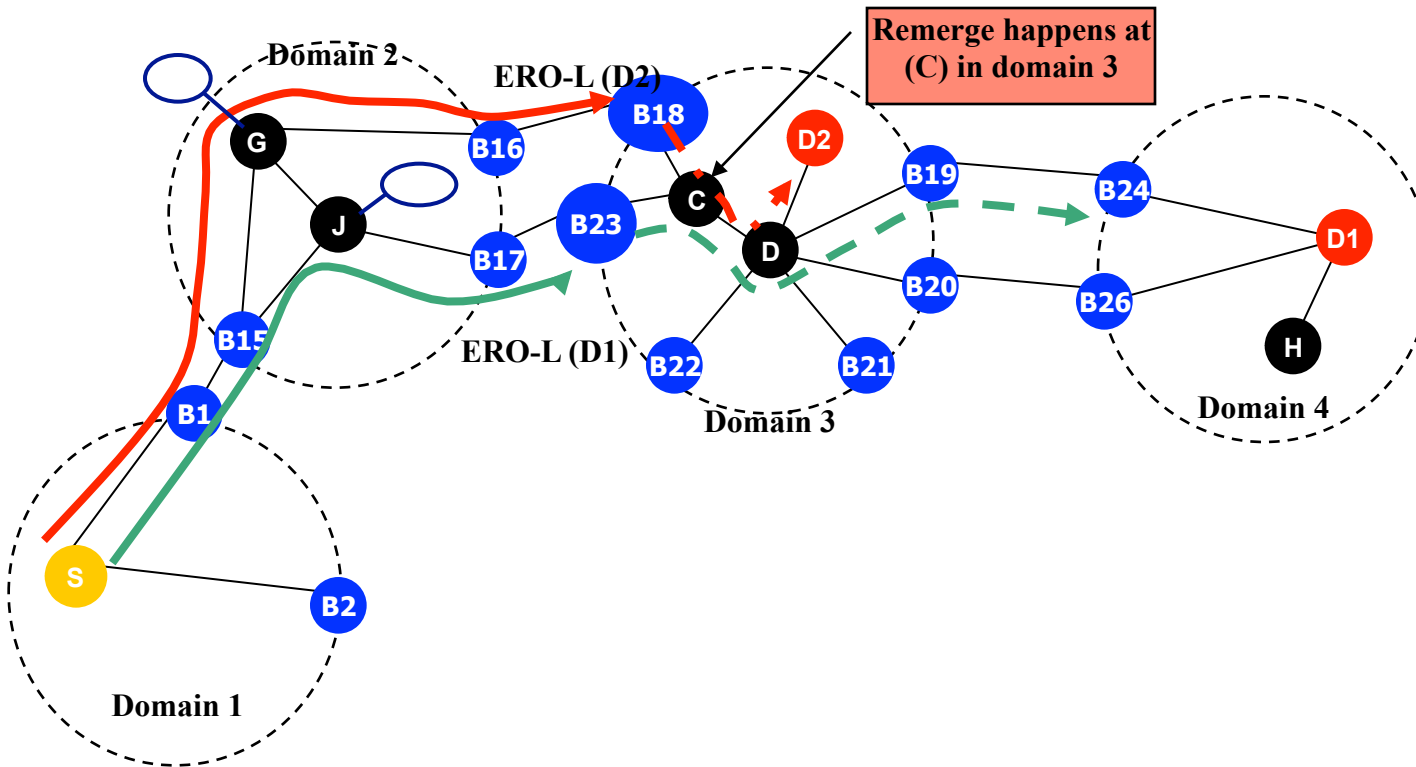 Remerge happens at
(C) in domain 3
Domain 2
ERO-L (D2)
B18
G
B16
D2
B19
B24
C
J
B23
D1
B17
D
B20
B26
B15
H
ERO-L (D1)
B22
B21
B1
Domain 3
Domain 4
S
B2
Domain 1